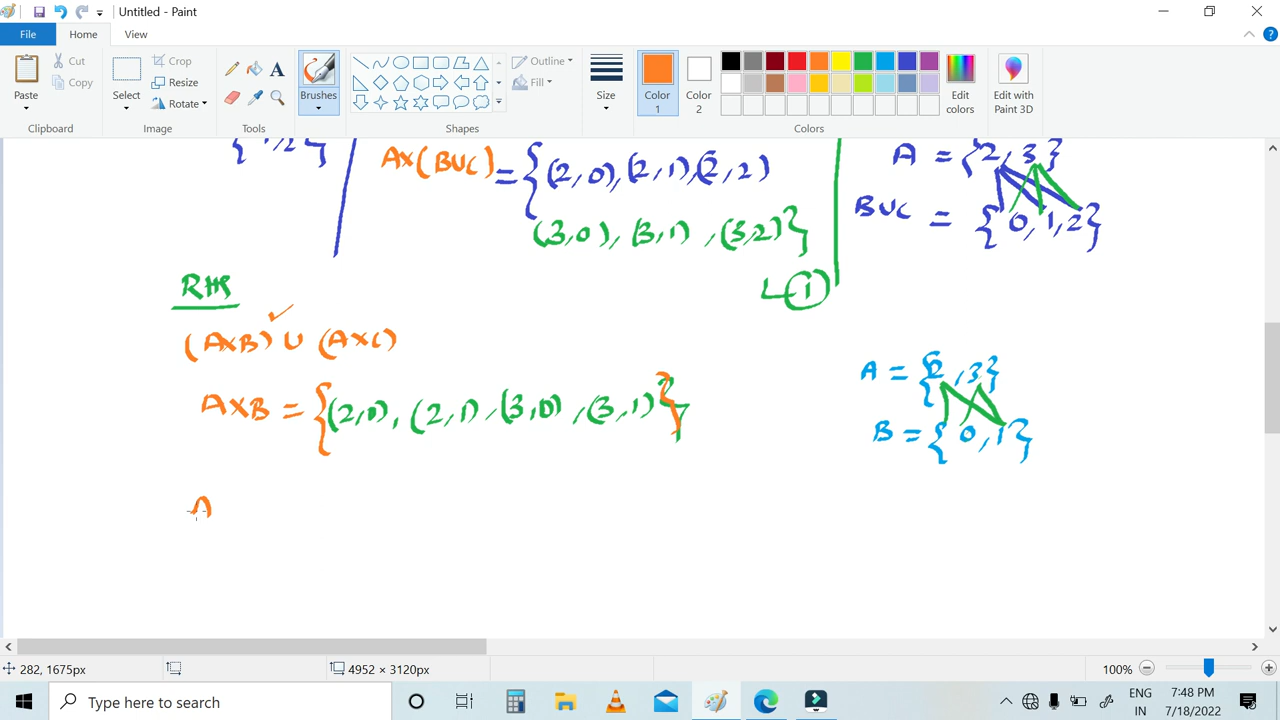 Untitled - Paint
File Home View
Cut
Copy
Paste
Clipboard
Crop
Resize
Rotate
Select
Image
A
Tools
Brushes
Outline
Fill
Shapes
Size
Color 1
Color 2
Edit colors
Edit with Paint 3D
Colors
A×(BUC) = {(2,0),(2,1),(2,2)
(3,0), (3,1) , (3,2)}
1
A = {2, 3}
BUC = {0,1,2}
RHS
(A×B) U (A×C)
A×B = {(2,0), (2,1), (3,0), (3,1)}
A
A = {2,3}
B = {0,1}
282, 1675px
4952 × 3120px
100%
Type here to search
ENG
IN
7:48 PM
7/18/2022